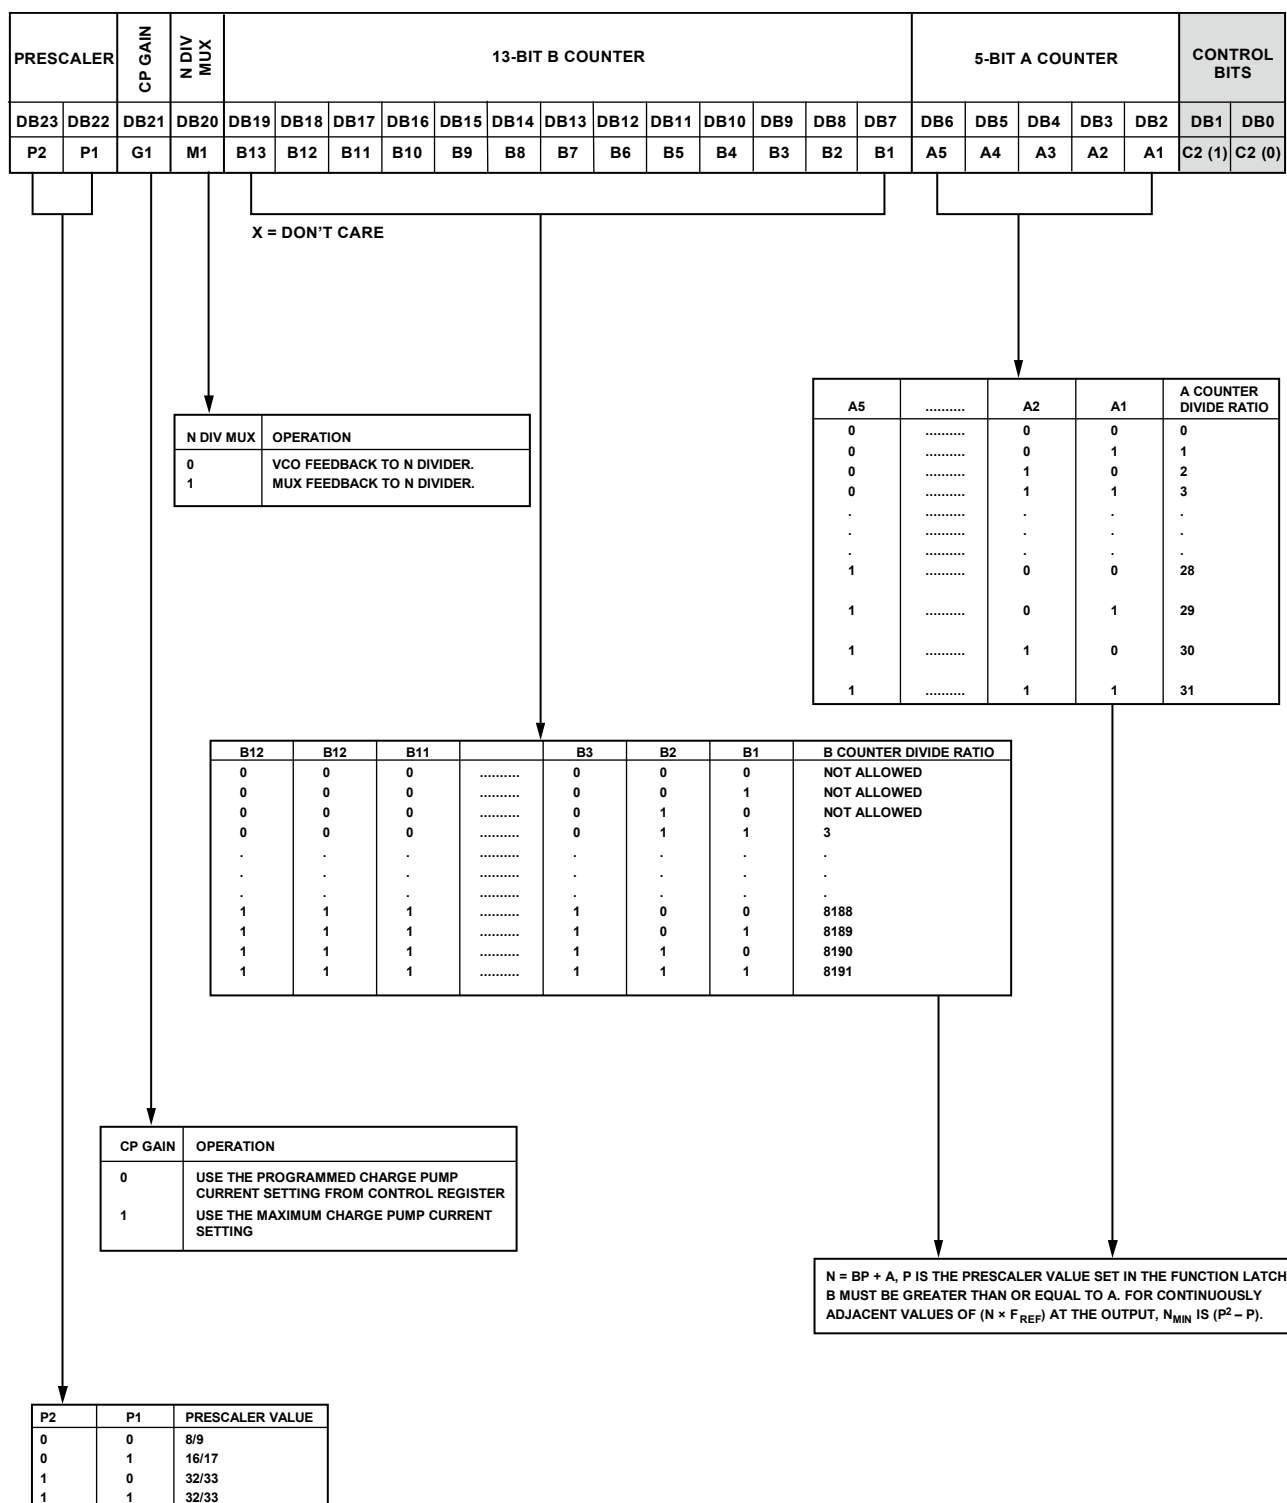 PRESCALER CP GAIN N DIV MUX 13-BIT B COUNTER 5-BIT A COUNTER CONTROL BITS
DB23 DB22 DB21 DB20 DB19 DB18 DB17 DB16 DB15 DB14 DB13 DB12 DB11 DB10 DB9 DB8 DB7 DB6 DB5 DB4 DB3 DB2 DB1 DB0
P2 P1 G1 M1 B13 B12 B11 B10 B9 B8 B7 B6 B5 B4 B3 B2 B1 A5 A4 A3 A2 A1 C2 (1) C2 (0)
X = DON'T CARE
A5 .......... A2 A1 A COUNTER DIVIDE RATIO
0 .......... 0 0 0
0 .......... 0 1 1
0 .......... 1 0 2
0 .......... 1 1 3
. .......... . . .
. .......... . . .
. .......... . . .
1 .......... 0 0 28
1 .......... 0 1 29
1 .......... 1 0 30
1 .......... 1 1 31
N DIV MUX OPERATION
0 VCO FEEDBACK TO N DIVIDER.
1 MUX FEEDBACK TO N DIVIDER.
B12 B12 B11 B3 B2 B1 B COUNTER DIVIDE RATIO
0 0 0 .......... 0 0 0 NOT ALLOWED
0 0 0 .......... 0 0 1 NOT ALLOWED
0 0 0 .......... 0 1 0 NOT ALLOWED
0 0 0 .......... 0 1 1 3
. . . .......... . . . .
. . . .......... . . . .
. . . .......... . . . .
1 1 1 .......... 1 0 0 8188
1 1 1 .......... 1 0 1 8189
1 1 1 .......... 1 1 0 8190
1 1 1 .......... 1 1 1 8191
CP GAIN OPERATION
0 USE THE PROGRAMMED CHARGE PUMP
CURRENT SETTING FROM CONTROL REGISTER
1 USE THE MAXIMUM CHARGE PUMP CURRENT
SETTING
N = BP + A, P IS THE PRESCALER VALUE SET IN THE FUNCTION LATCH
B MUST BE GREATER THAN OR EQUAL TO A. FOR CONTINUOUSLY
ADJACENT VALUES OF (N × FREF) AT THE OUTPUT, NMIN IS (P2 – P).
P2 P1 PRESCALER VALUE
0 0 8/9
0 1 16/17
1 0 32/33
1 1 32/33